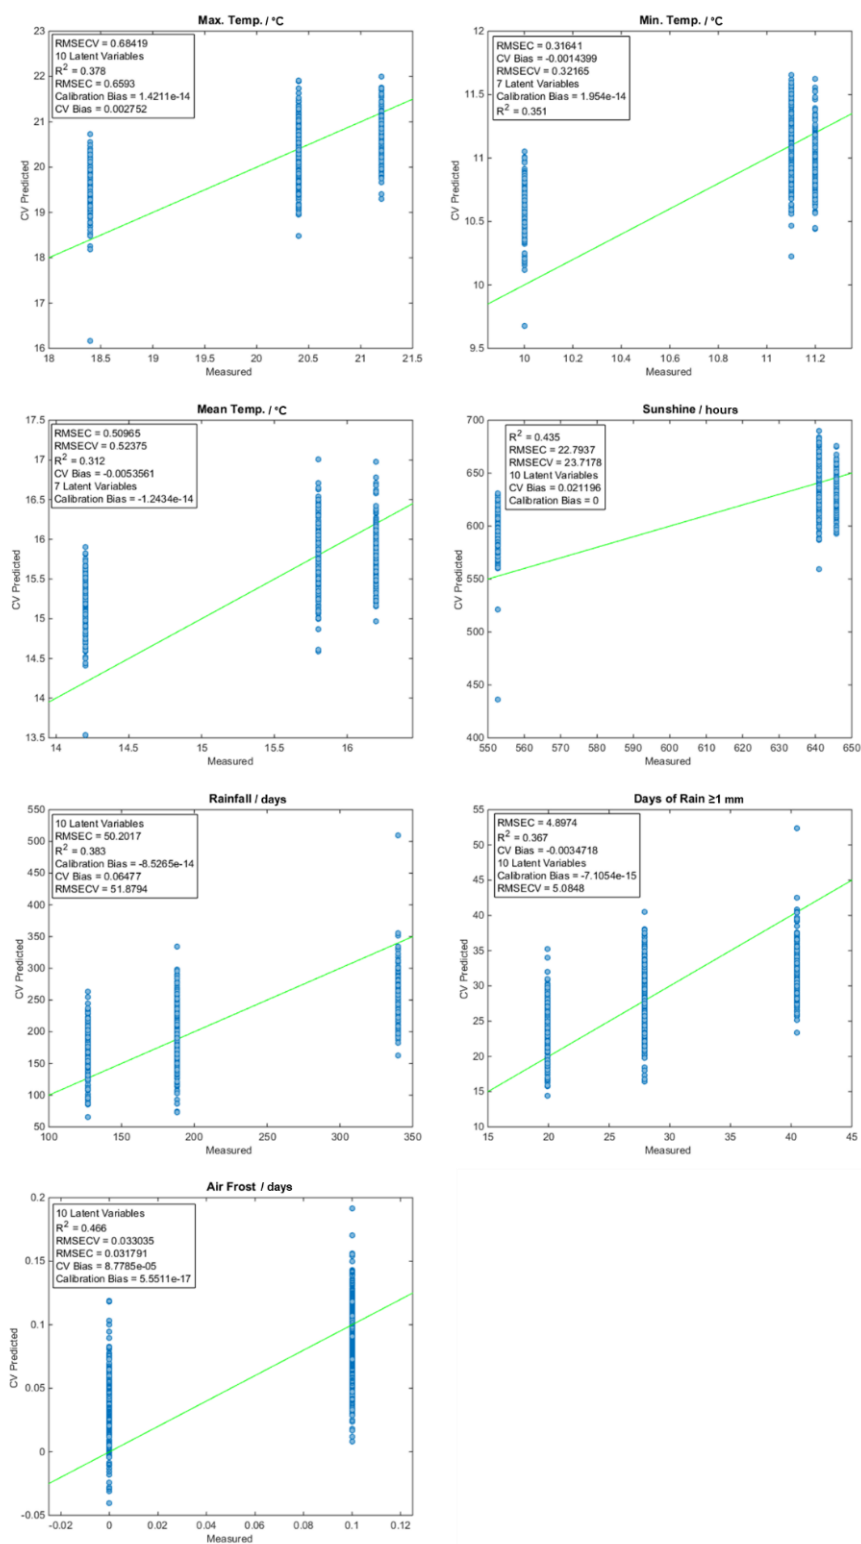 Max. Temp. / °C
RMSECV = 0.68419
10 Latent Variables
R2 = 0.378
RMSEC = 0.6593
Calibration Bias = 1.4211e-14
CV Bias = 0.002752
CV Predicted
23
22
21
20
19
18
17
16
18 18.5 19 19.5 20 20.5 21 21.5
Measured
Min. Temp. / °C
RMSEC = 0.31641
CV Bias = -0.0014399
RMSECV = 0.32165
7 Latent Variables
Calibration Bias = 1.954e-14
R2 = 0.351
CV Predicted
12
11.5
11
10.5
10
9.5
10 10.2 10.4 10.6 10.8 11 11.2
Measured
Mean Temp. / °C
RMSEC = 0.50965
RMSECV = 0.52375
R2 = 0.312
CV Bias = -0.0053561
7 Latent Variables
Calibration Bias = -1.2434e-14
CV Predicted
17.5
17
16.5
16
15.5
15
14.5
14
13.5
14 14.5 15 15.5 16
Measured
Sunshine / hours
R2 = 0.435
RMSEC = 22.7937
RMSECV = 23.7178
10 Latent Variables
CV Bias = 0.021196
Calibration Bias = 0
CV Predicted
700
650
600
550
500
450
400
550 560 570 580 590 600 610 620 630 640 650
Measured
Rainfall / days
10 Latent Variables
RMSEC = 50.2017
R2 = 0.383
Calibration Bias = -8.5265e-14
CV Bias = 0.06477
RMSECV = 51.8794
CV Predicted
550
500
450
400
350
300
250
200
150
100
50
100 150 200 250 300 350
Measured
Days of Rain ≥1 mm
RMSEC = 4.8974
R2 = 0.367
CV Bias = -0.0034718
10 Latent Variables
Calibration Bias = -7.1054e-15
RMSECV = 5.0848
CV Predicted
55
50
45
40
35
30
25
20
15
10
15 20 25 30 35 40 45
Measured
Air Frost / days
10 Latent Variables
R2 = 0.466
RMSECV = 0.033035
RMSEC = 0.031791
CV Bias = 8.7785e-05
Calibration Bias = 5.5511e-17
CV Predicted
0.2
0.15
0.1
0.05
0
-0.05
-0.02 0 0.02 0.04 0.06 0.08 0.1 0.12
Measured